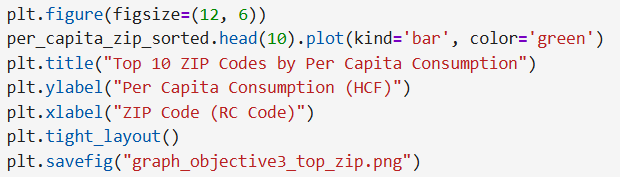 plt.figure(figsize=(12, 6))
per_capita_zip_sorted.head(10).plot(kind='bar', color='green')
plt.title("Top 10 ZIP Codes by Per Capita Consumption")
plt.ylabel("Per Capita Consumption (HCF)")
plt.xlabel("ZIP Code (RC Code)")
plt.tight_layout()
plt.savefig("graph_objective3_top_zip.png")